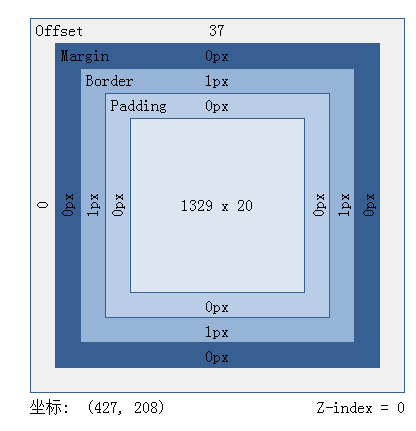 Offset 37
Margin 0px
Border 1px
Padding 0px
0 0px 1px 0px 1329 x 20 0px 1px 0px
0px
1px
0px
坐标: (427, 208) Z-index = 0